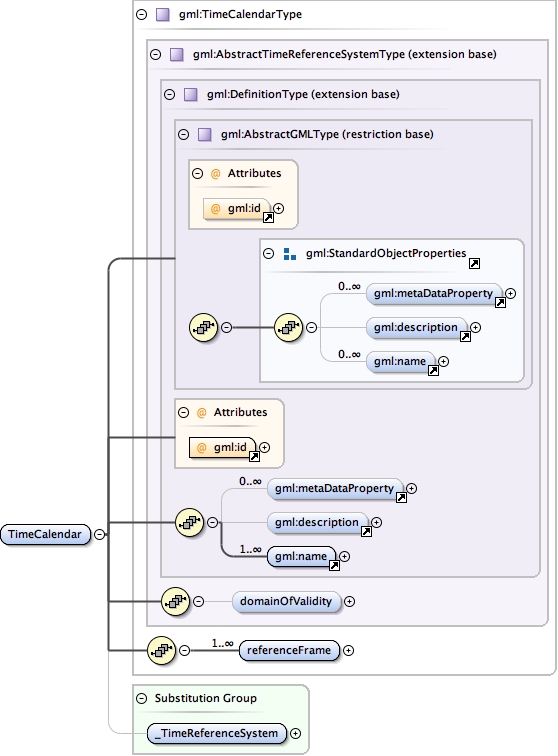 gml:TimeCalendarType
gml:AbstractTimeReferenceSystemType (extension base)
gml:DefinitionType (extension base)
gml:AbstractGMLType (restriction base)
@ Attributes
@ gml:id
gml:StandardObjectProperties
0..∞
gml:metaDataProperty
gml:description
0..∞
gml:name
@ Attributes
@ gml:id
0..∞
gml:metaDataProperty
gml:description
1..∞
gml:name
TimeCalendar
domainOfValidity
1..∞
referenceFrame
Substitution Group
_TimeReferenceSystem